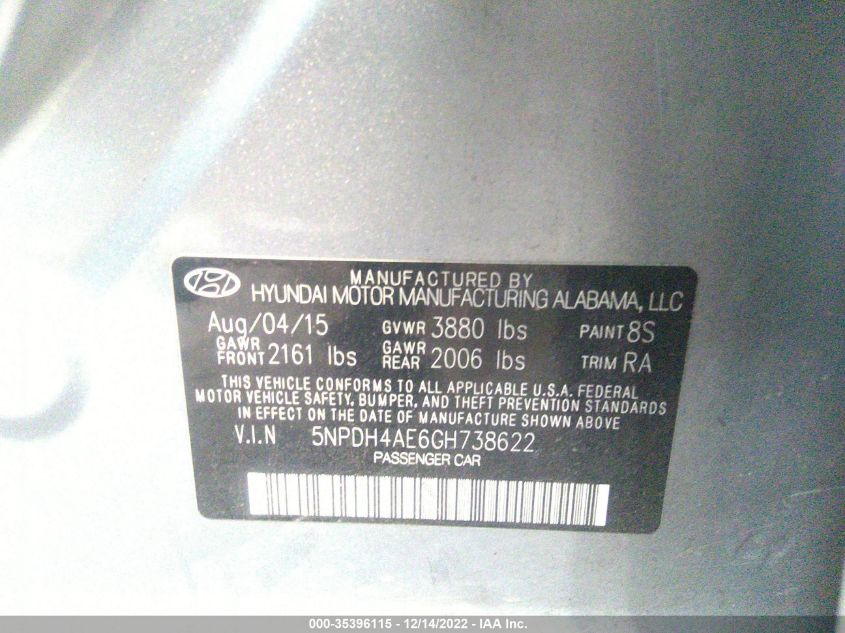 MANUFACTURED BY
HYUNDAI MOTOR MANUFACTURING ALABAMA, LLC
Aug/04/15 GVWR 3880 lbs PAINT 8S
GAWR FRONT 2161 lbs GAWR REAR 2006 lbs TRIM RA
THIS VEHICLE CONFORMS TO ALL APPLICABLE U.S.A. FEDERAL
MOTOR VEHICLE SAFETY, BUMPER, AND THEFT PREVENTION STANDARDS
IN EFFECT ON THE DATE OF MANUFACTURE SHOWN ABOVE
V.I.N 5NPDH4AE6GH738622
PASSENGER CAR
000-35396115 - 12/14/2022 - IAA Inc.